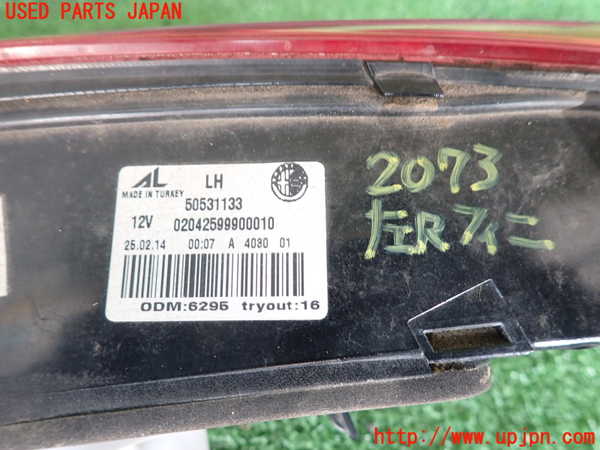 USED PARTS JAPAN
AL LH
MADE IN TURKEY
50531133
12V 02042599900010
25.02.14 00:07 A 4080 01
ODM:6295 tryout:16
2073
左Rフィニ
http://www.upjpn.com/